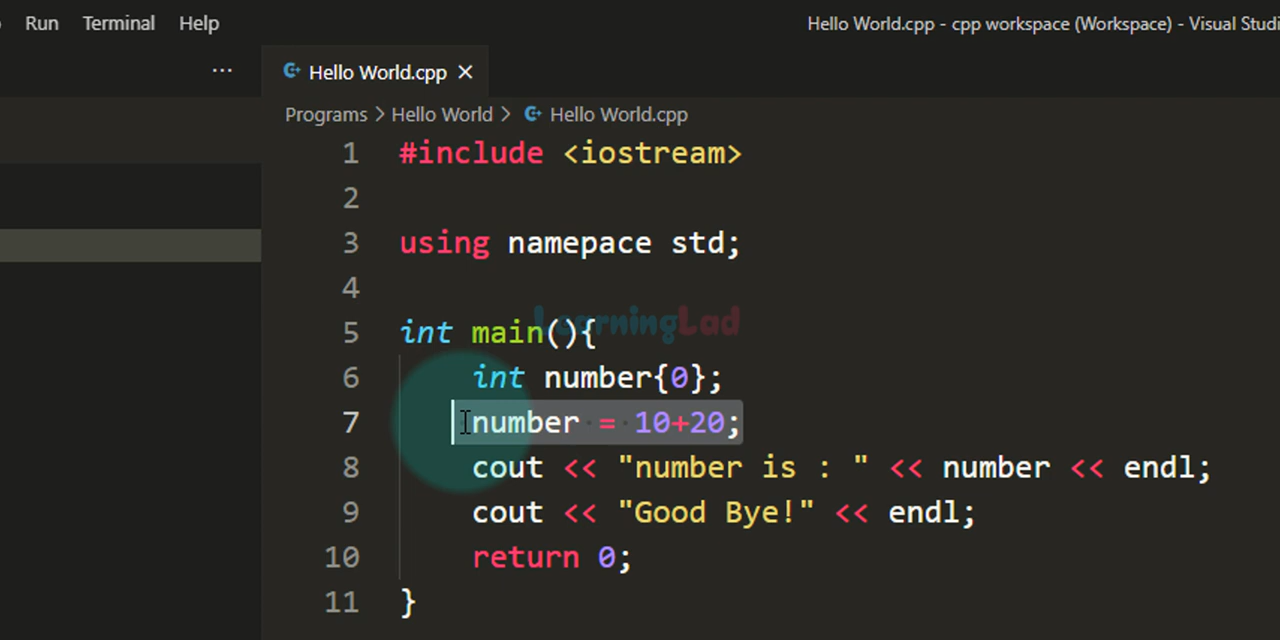 Run Terminal Help
Hello World.cpp - cpp workspace (Workspace) - Visual Studi
... Hello World.cpp ×
Programs > Hello World > Hello World.cpp
1 #include <iostream>
2
3 using namepace std;
4
LearningLad
5 int main(){
6 int number{0};
7 number = 10+20;
8 cout << "number is : " << number << endl;
9 cout << "Good Bye!" << endl;
10 return 0;
11 }